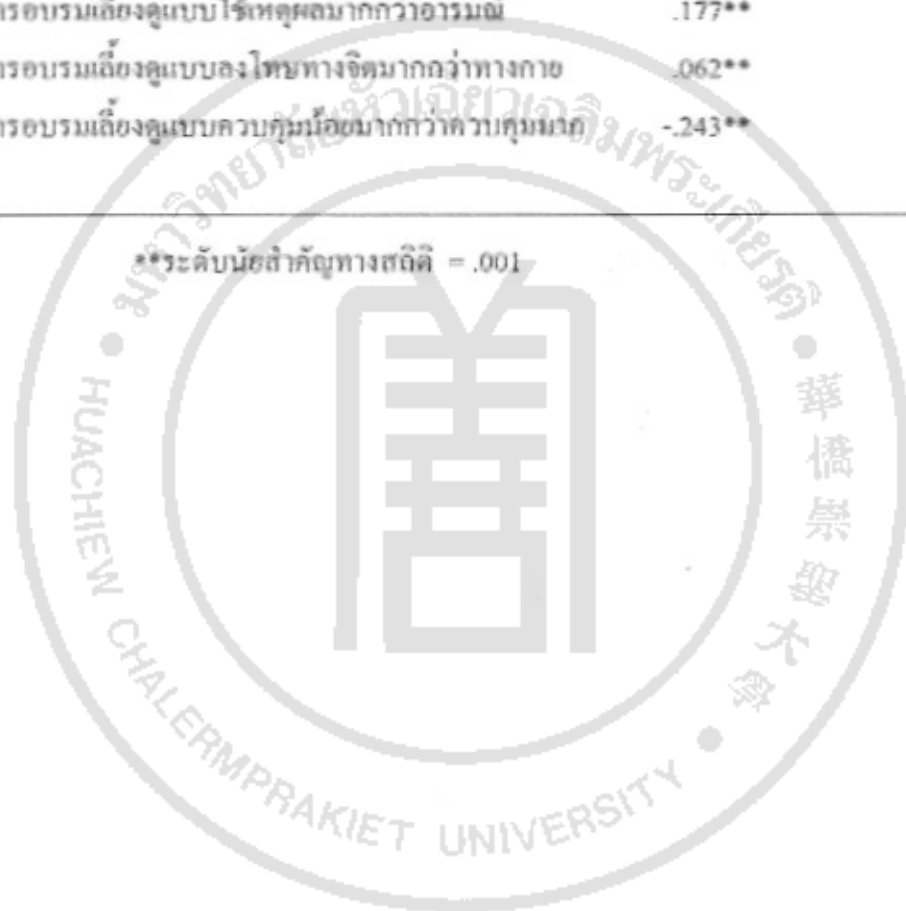 รอบรมเลี้ยงดูแบบใช้เหตุผลมากกว่าอารมณ์ .177**
รอบรมเลี้ยงดูแบบลงโทษทางจิตมากกว่าทางกาย .062**
ารอบรมเลี้ยงดูแบบควบคุมน้อยมากกว่าควบคุมมาก -.243**
**ระดับนัยสำคัญทางสถิติ = .001
มหาวิทยาลัยหัวเฉียวเฉลิมพระเกียรติ
華僑崇聖大學
HUACHIEW CHALERMPRAKIET UNIVERSITY